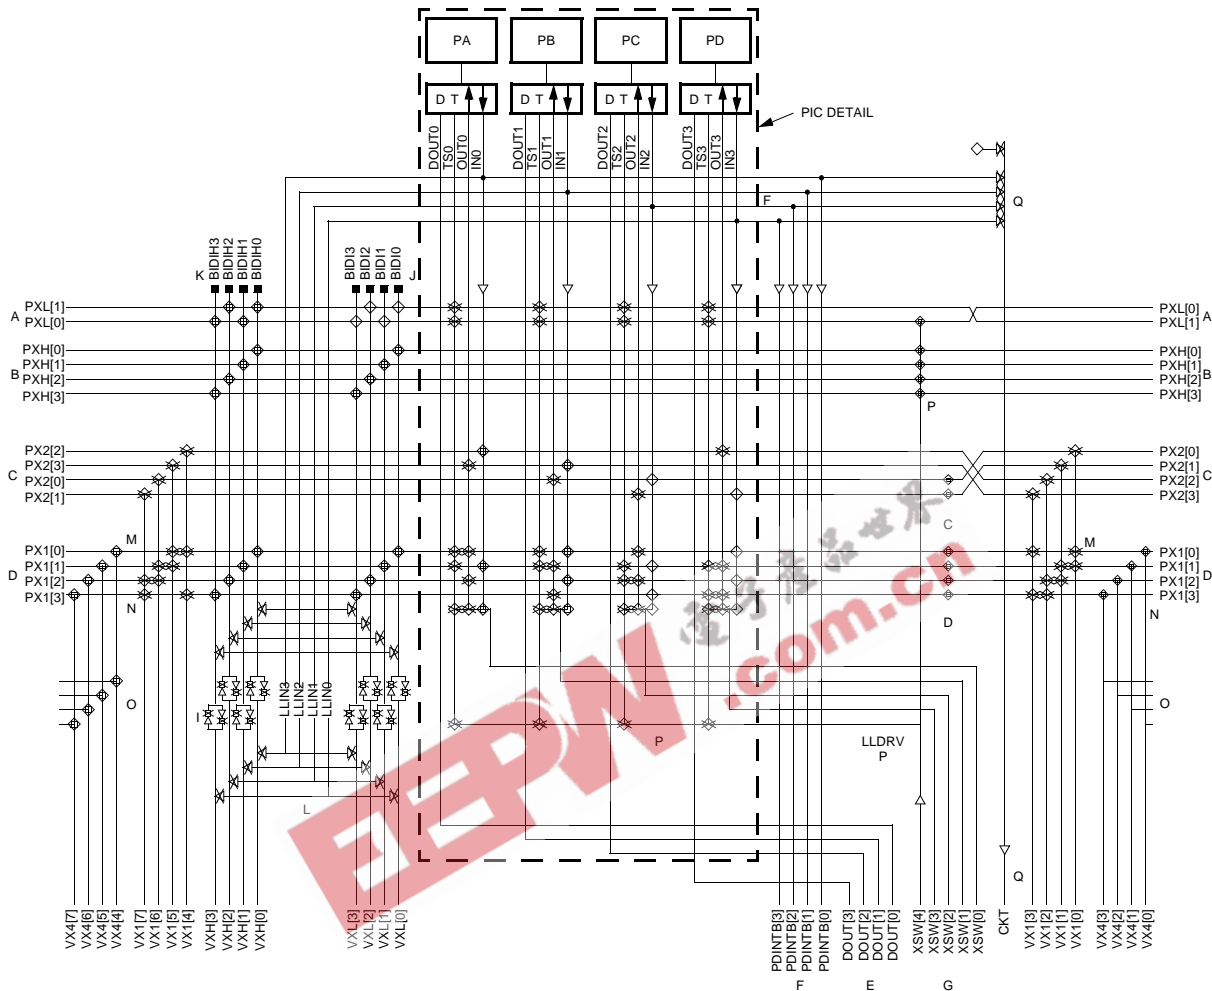 PA PB PC PD
D T D T D T D T
PIC DETAIL
DOUT0 TS0 OUT0 IN0 DOUT1 TS1 OUT1 IN1 DOUT2 TS2 OUT2 IN2 DOUT3 TS3 OUT3 IN3
F Q
K BIDIH3 BIDIH2 BIDIH1 BIDIH0 BIDI3 BIDI2 BIDI1 BIDI0 J
PXL[1] PXL[0]
A PXL[0] PXL[1] A
PXH[0] PXH[0]
PXH[1] PXH[1]
B PXH[2] PXH[2] B
PXH[3] PXH[3]
P
PX2[2] PX2[0]
PX2[3] PX2[1]
C PX2[0] PX2[2] C
PX2[1] PX2[3]
C
M M
PX1[0] PX1[0]
PX1[1] PX1[1]
D PX1[2] PX1[2] D
PX1[3] PX1[3]
N D N
電子產品世界
.com.cn
EEPW
O I LLIN3 LLIN2 LLIN1 LLIN0 O
P LLDRV
P
L
Q
VX4[7] VX4[6] VX4[5] VX4[4] VX1[7] VX1[6] VX1[5] VX1[4] VXH[3] VXH[2] VXH[1] VXH[0] VXL[3] VXL[2] VXL[1] VXL[0] PDINTB[3] PDINTB[2] PDINTB[1] PDINTB[0] DOUT[3] DOUT[2] DOUT[1] DOUT[0] XSW[4] XSW[3] XSW[2] XSW[1] XSW[0] CKT VX1[3] VX1[2] VX1[1] VX1[0] VX4[3] VX4[2] VX4[1] VX4[0]
F E G